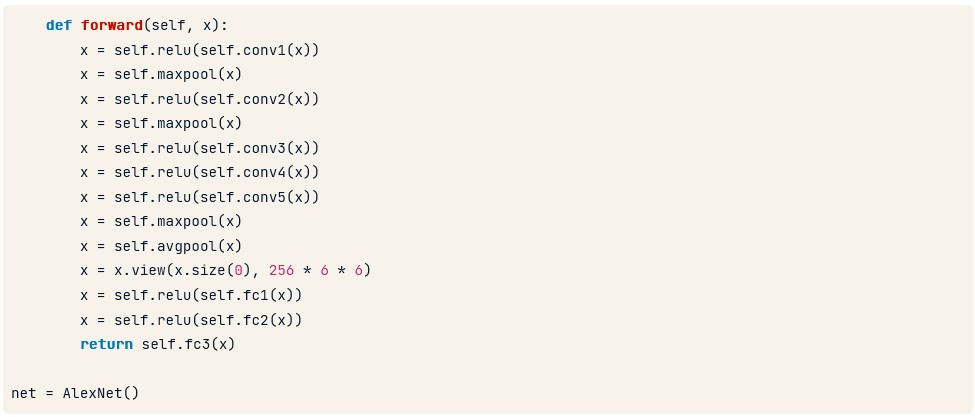 def forward(self, x):
x = self.relu(self.conv1(x))
x = self.maxpool(x)
x = self.relu(self.conv2(x))
x = self.maxpool(x)
x = self.relu(self.conv3(x))
x = self.relu(self.conv4(x))
x = self.relu(self.conv5(x))
x = self.maxpool(x)
x = self.avgpool(x)
x = x.view(x.size(0), 256 * 6 * 6)
x = self.relu(self.fc1(x))
x = self.relu(self.fc2(x))
return self.fc3(x)
net = AlexNet()